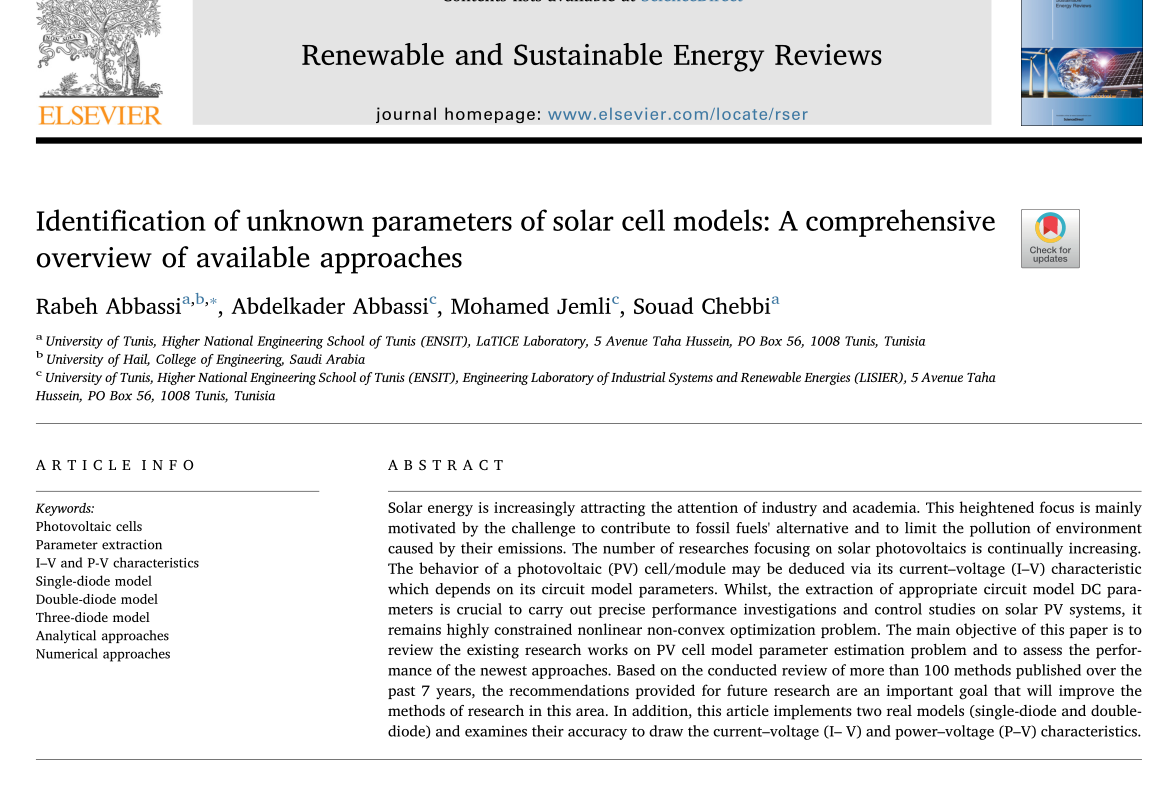 Contents lists available at ScienceDirect
Renewable and Sustainable Energy Reviews
journal homepage: www.elsevier.com/locate/rser
ELSEVIER
Sustainable
Energy Reviews
Identification of unknown parameters of solar cell models: A comprehensive
overview of available approaches
Check for
updates
Rabeh Abbassia,b,*, Abdelkader Abbassic, Mohamed Jemlic, Souad Chebbia
a University of Tunis, Higher National Engineering School of Tunis (ENSIT), LaTICE Laboratory, 5 Avenue Taha Hussein, PO Box 56, 1008 Tunis, Tunisia
b University of Hail, College of Engineering, Saudi Arabia
c University of Tunis, Higher National Engineering School of Tunis (ENSIT), Engineering Laboratory of Industrial Systems and Renewable Energies (LISIER), 5 Avenue Taha
Hussein, PO Box 56, 1008 Tunis, Tunisia
ARTICLE INFO
Keywords:
Photovoltaic cells
Parameter extraction
I–V and P-V characteristics
Single-diode model
Double-diode model
Three-diode model
Analytical approaches
Numerical approaches
ABSTRACT
Solar energy is increasingly attracting the attention of industry and academia. This heightened focus is mainly
motivated by the challenge to contribute to fossil fuels' alternative and to limit the pollution of environment
caused by their emissions. The number of researches focusing on solar photovoltaics is continually increasing.
The behavior of a photovoltaic (PV) cell/module may be deduced via its current–voltage (I–V) characteristic
which depends on its circuit model parameters. Whilst, the extraction of appropriate circuit model DC para-
meters is crucial to carry out precise performance investigations and control studies on solar PV systems, it
remains highly constrained nonlinear non-convex optimization problem. The main objective of this paper is to
review the existing research works on PV cell model parameter estimation problem and to assess the perfor-
mance of the newest approaches. Based on the conducted review of more than 100 methods published over the
past 7 years, the recommendations provided for future research are an important goal that will improve the
methods of research in this area. In addition, this article implements two real models (single-diode and double-
diode) and examines their accuracy to draw the current–voltage (I– V) and power–voltage (P–V) characteristics.